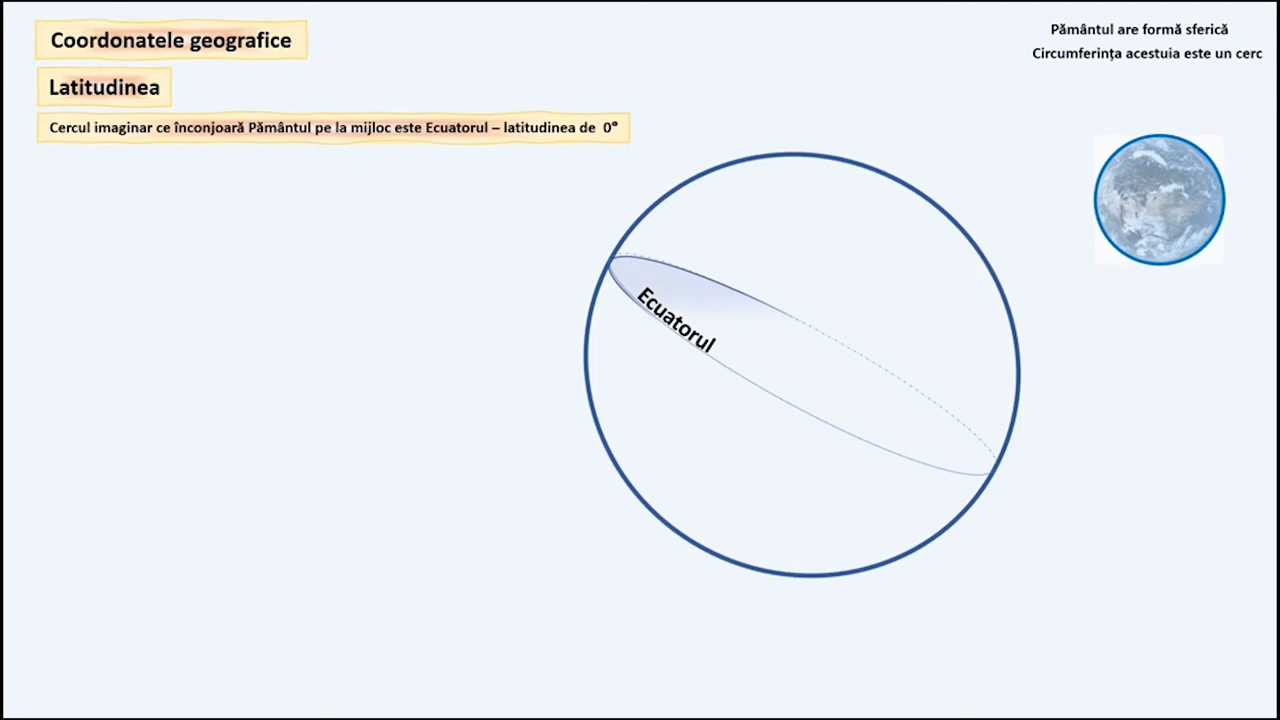 Coordonatele geografice
Latitudinea
Cercul imaginar ce înconjoară Pământul pe la mijloc este Ecuatorul – latitudinea de 0°
Pământul are formă sferică
Circumferința acestuia este un cerc
Ecuatorul